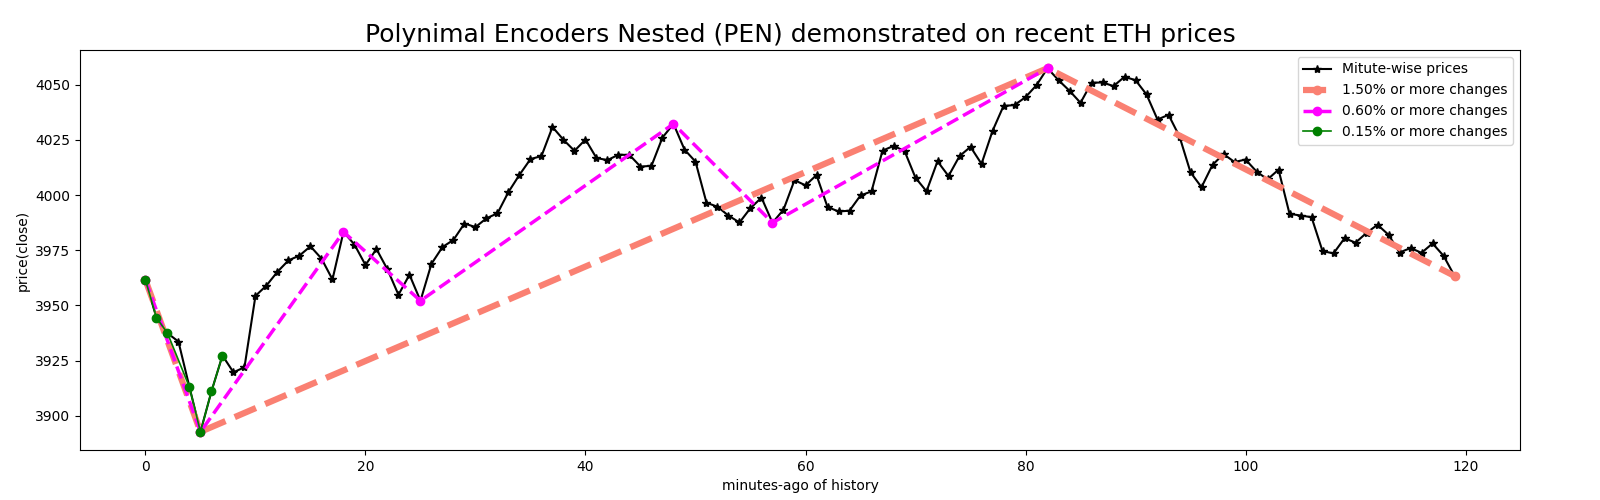 Polynimal Encoders Nested (PEN) demonstrated on recent ETH prices
Mitute-wise prices
1.50% or more changes
0.60% or more changes
0.15% or more changes
price(close)
4050
4025
4000
3975
3950
3925
3900
0 20 40 60 80 100 120
minutes-ago of history